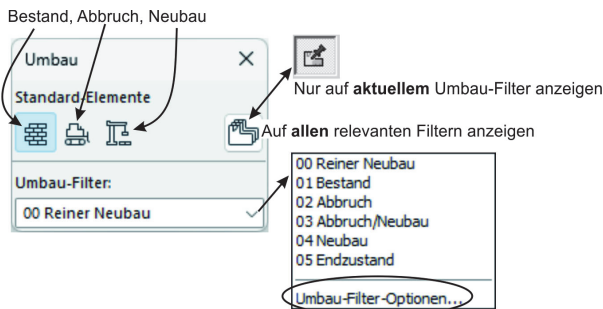 Bestand, Abbruch, Neubau
Umbau
Nur auf aktuellem Umbau-Filter anzeigen
Standard-Elemente
Auf allen relevanten Filtern anzeigen
Umbau-Filter:
00 Reiner Neubau
00 Reiner Neubau
01 Bestand
02 Abbruch
03 Abbruch/Neubau
04 Neubau
05 Endzustand
Umbau-Filter-Optionen...